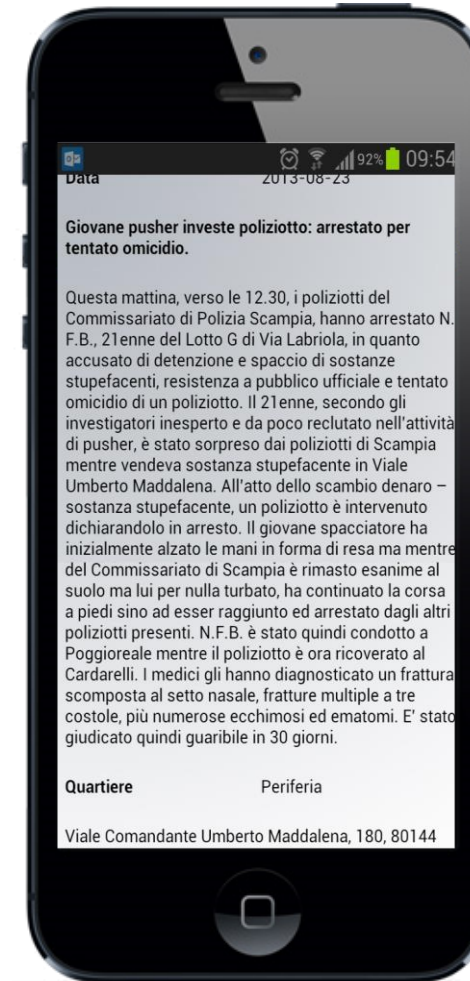 92% 09:54
Data 2013-08-23
Giovane pusher investe poliziotto: arrestato per
tentato omicidio.
Questa mattina, verso le 12.30, i poliziotti del
Commissariato di Polizia Scampia, hanno arrestato N.
F.B., 21enne del Lotto G di Via Labriola, in quanto
accusato di detenzione e spaccio di sostanze
stupefacenti, resistenza a pubblico ufficiale e tentato
omicidio di un poliziotto. Il 21enne, secondo gli
investigatori inesperto e da poco reclutato nell'attività
di pusher, è stato sorpreso dai poliziotti di Scampia
mentre vendeva sostanza stupefacente in Viale
Umberto Maddalena. All'atto dello scambio denaro –
sostanza stupefacente, un poliziotto è intervenuto
dichiarandolo in arresto. Il giovane spacciatore ha
inizialmente alzato le mani in forma di resa ma mentre
del Commissariato di Scampia è rimasto esanime al
suolo ma lui per nulla turbato, ha continuato la corsa
a piedi sino ad esser raggiunto ed arrestato dagli altri
poliziotti presenti. N.F.B. è stato quindi condotto a
Poggioreale mentre il poliziotto è ora ricoverato al
Cardarelli. I medici gli hanno diagnosticato un frattura
scomposta al setto nasale, fratture multiple a tre
costole, più numerose ecchimosi ed ematomi. E' stato
giudicato quindi guaribile in 30 giorni.
Quartiere Periferia
Viale Comandante Umberto Maddalena, 180, 80144